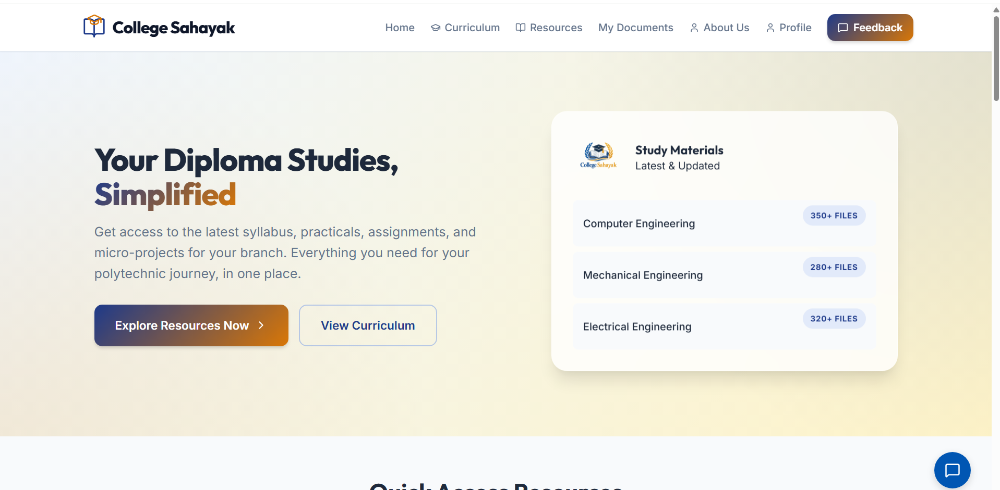 College Sahayak
Home
Curriculum
Resources
My Documents
About Us
Profile
Feedback
Your Diploma Studies,
Simplified
Get access to the latest syllabus, practicals, assignments, and
micro-projects for your branch. Everything you need for your
polytechnic journey, in one place.
Explore Resources Now
View Curriculum
College Sahayak
Study Materials
Latest & Updated
Computer Engineering
350+ FILES
Mechanical Engineering
280+ FILES
Electrical Engineering
320+ FILES
Quick Access Resources